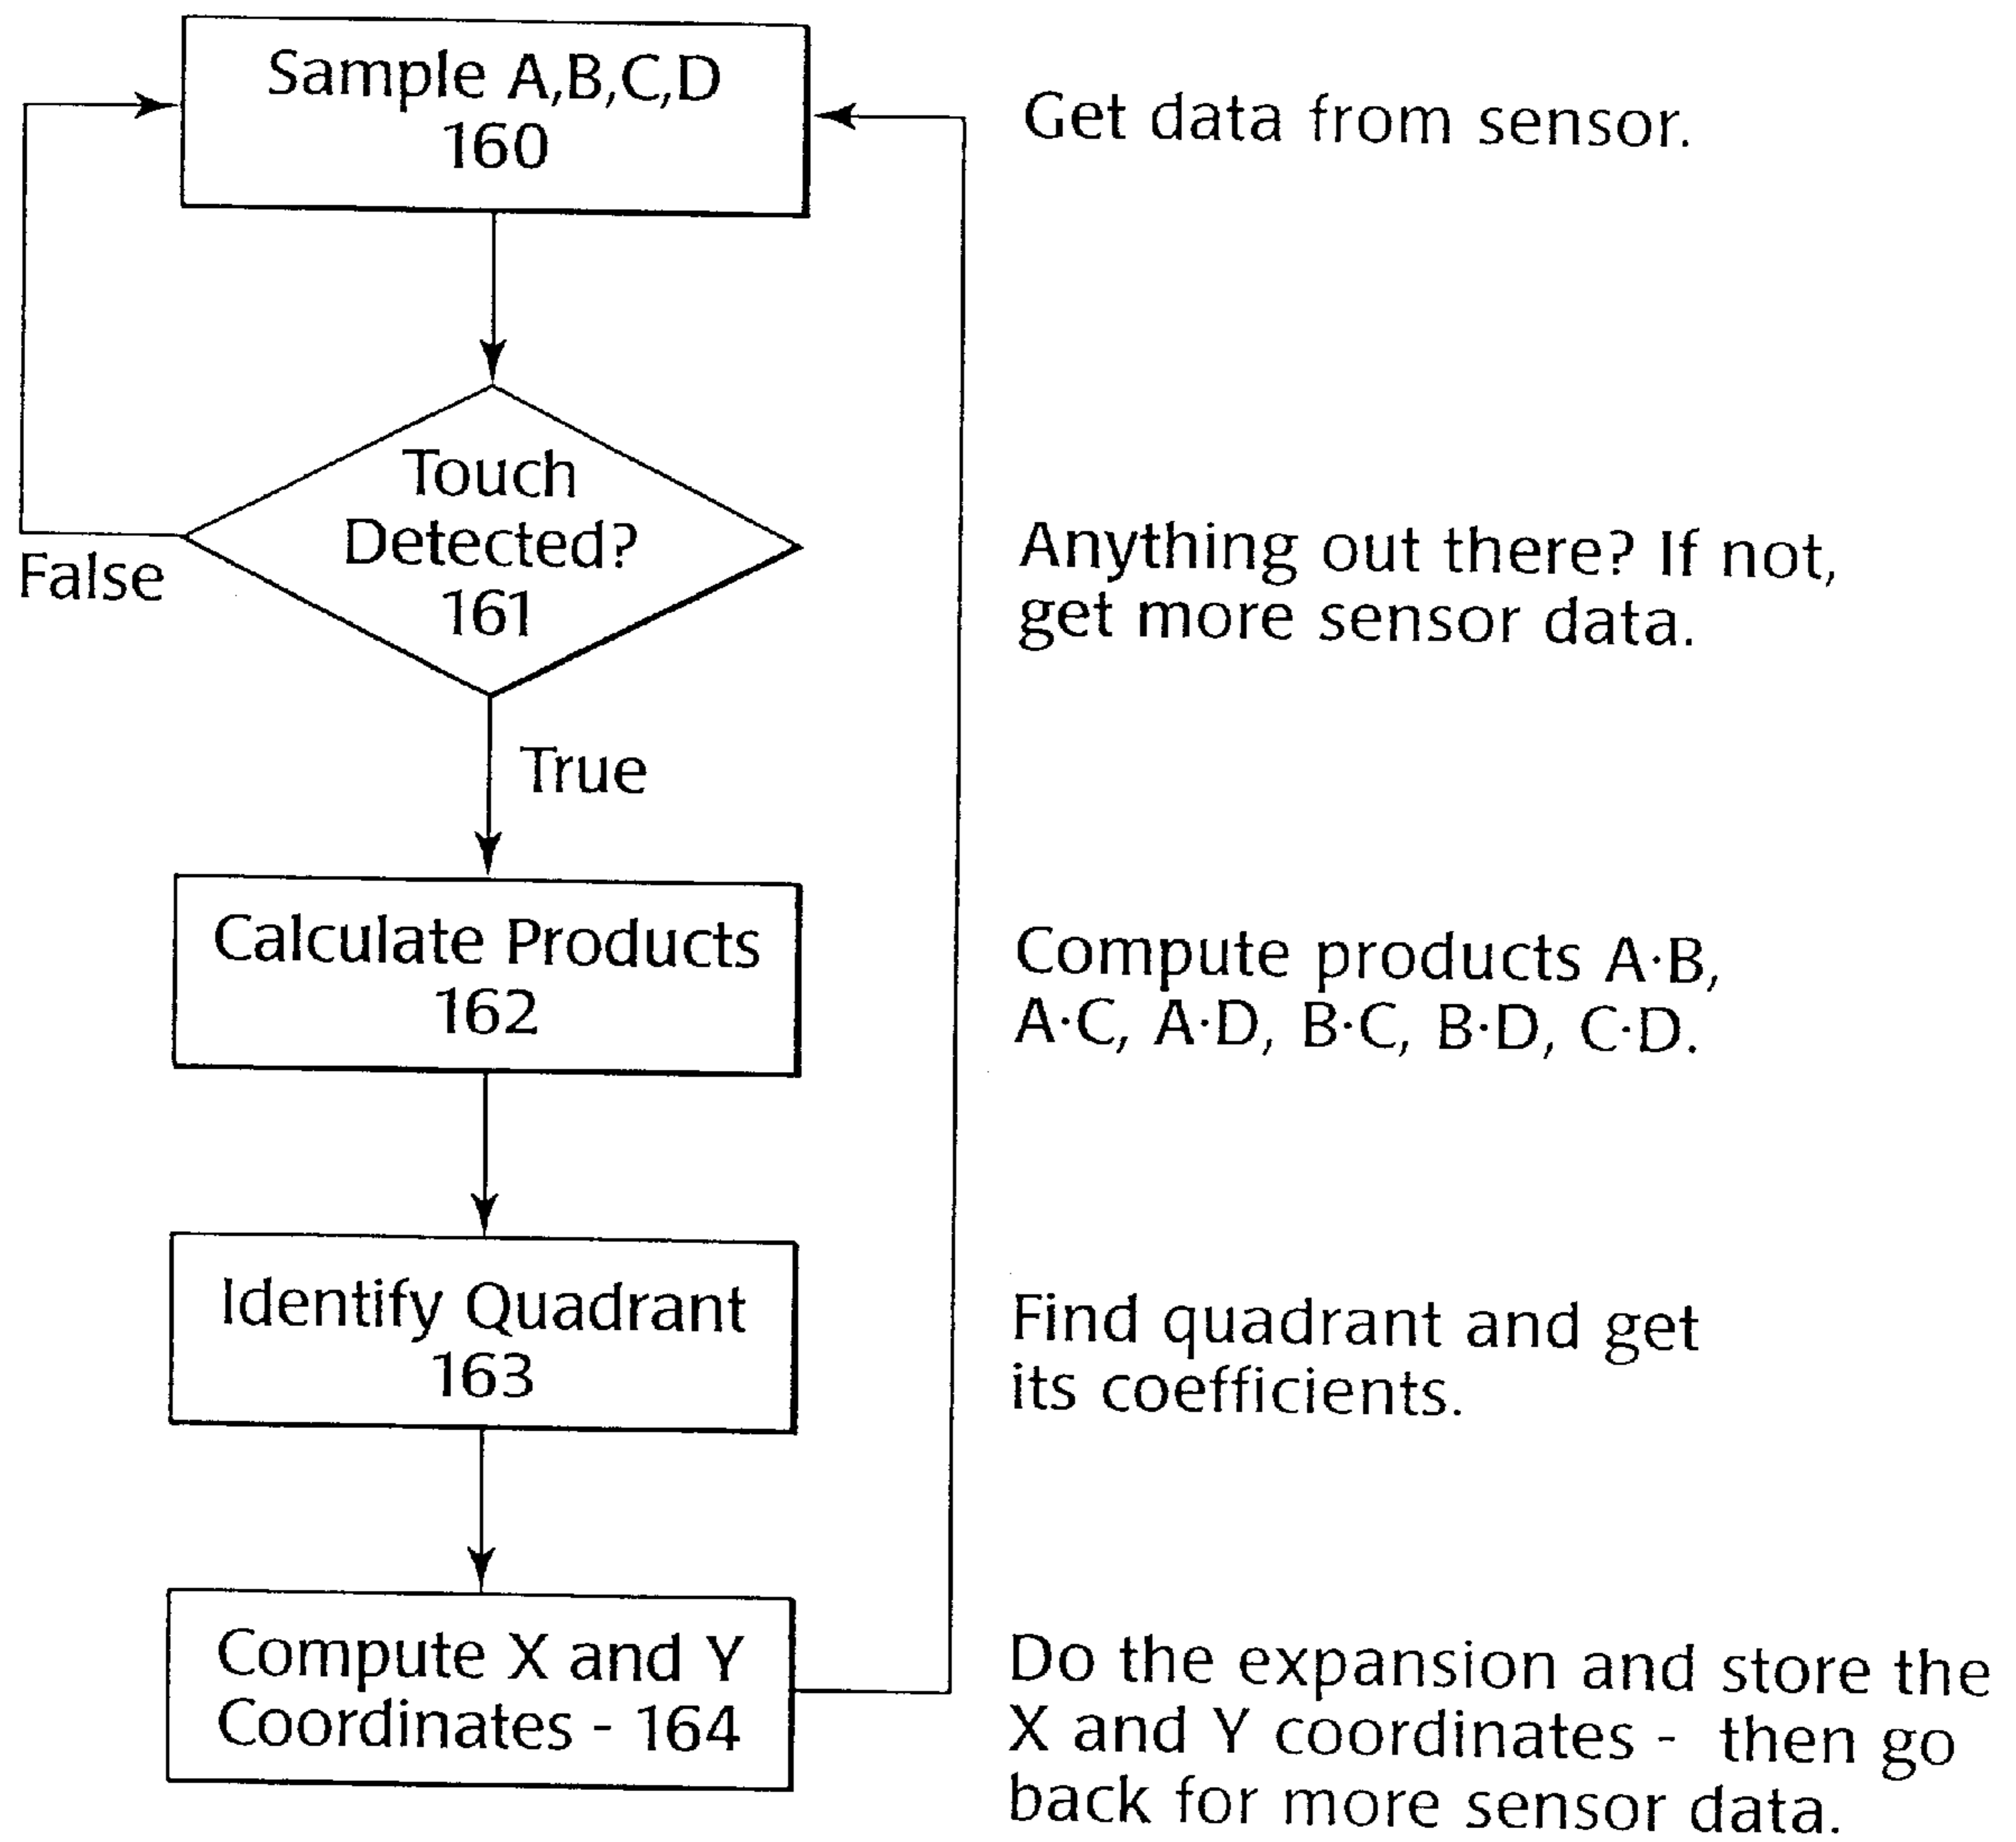 Sample A,B,C,D
160
Get data from sensor.
Touch
Detected?
161
False
Anything out there? If not,
get more sensor data.
True
Calculate Products
162
Compute products A·B,
A·C, A·D, B·C, B·D, C·D.
Identify Quadrant
163
Find quadrant and get
its coefficients.
Compute X and Y
Coordinates - 164
Do the expansion and store the
X and Y coordinates - then go
back for more sensor data.